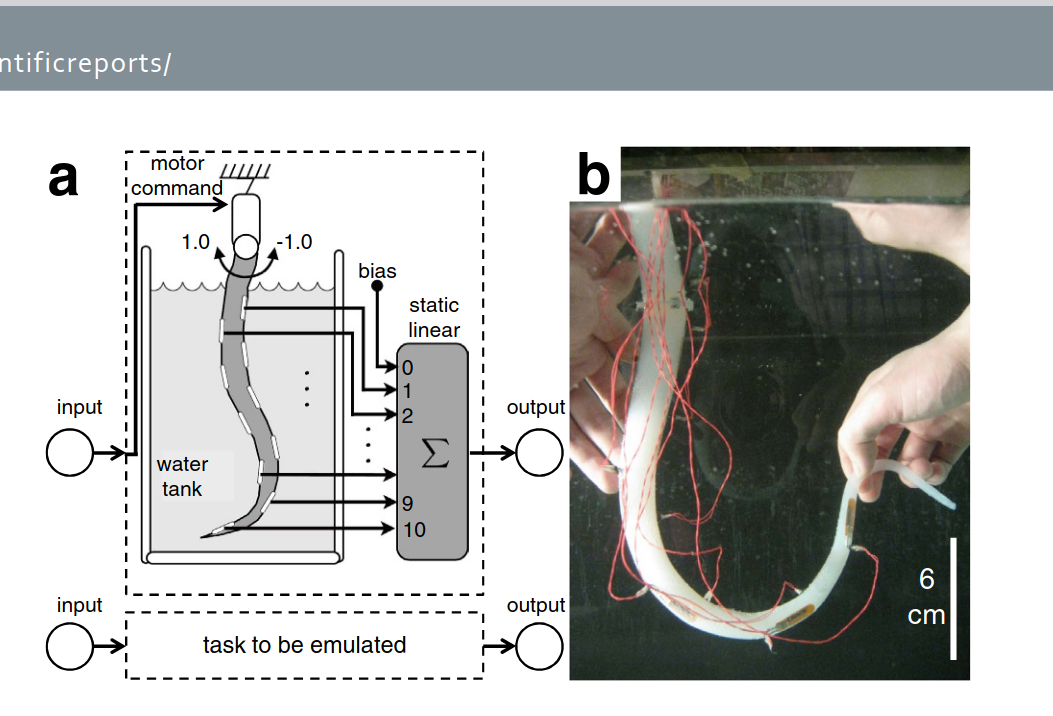 ntificreports/
a
motor
command
1.0
-1.0
bias
static
linear
0
1
2
input
output
Σ
water
tank
9
10
input
output
task to be emulated
b
6
cm